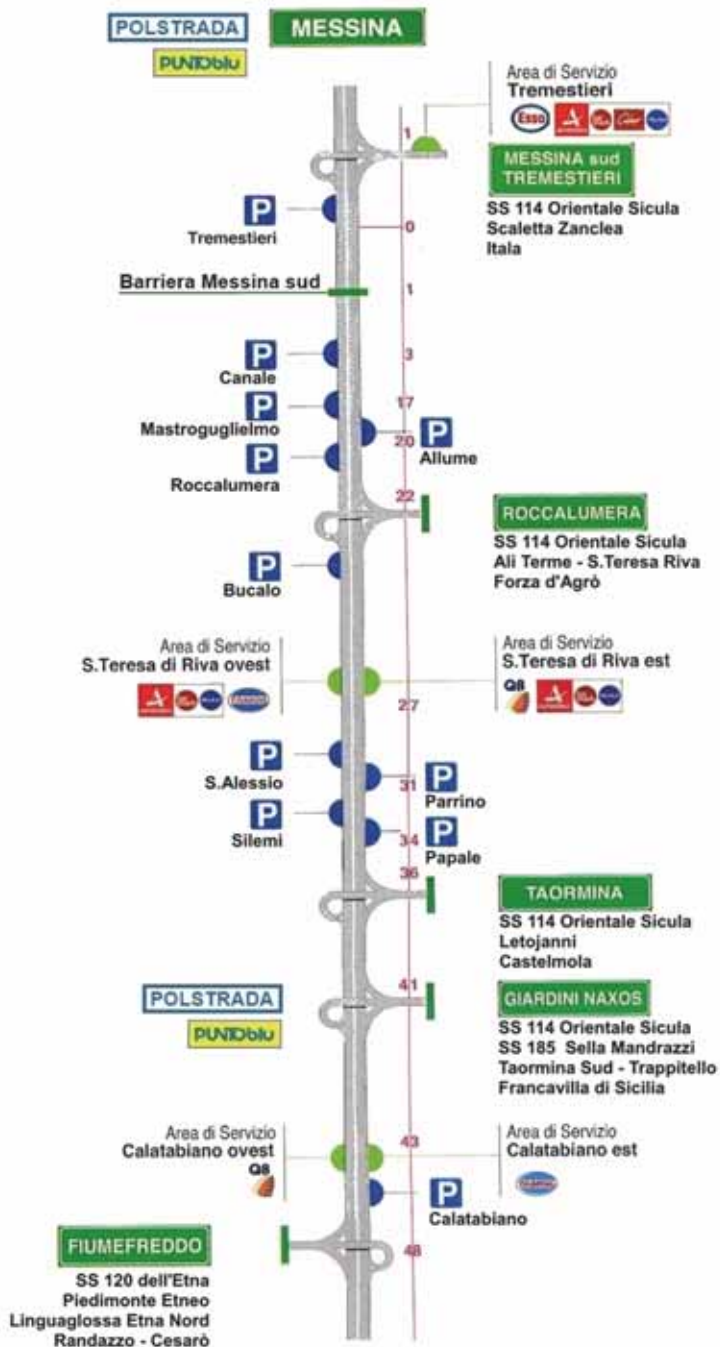 POLSTRADA
MESSINA
PUNTOblu
Area di Servizio
Tremestieri
Esso
1
MESSINA sud
TREMESTIERI
SS 114 Orientale Sicula
Scaletta Zanclea
Itala
P
Tremestieri
0
Barriera Messina sud
1
P
Canale
3
P
Mastroguglielmo
17
P
Allume
20
P
Roccalumera
22
ROCCALUMERA
SS 114 Orientale Sicula
Ali Terme - S.Teresa Riva
Forza d'Agrò
P
Bucalo
Area di Servizio
S.Teresa di Riva ovest
Area di Servizio
S.Teresa di Riva est
Q8
27
P
S.Alessio
P
Parrino
31
P
Silemi
P
Papale
34
36
TAORMINA
SS 114 Orientale Sicula
Letojanni
Castelmola
41
POLSTRADA
PUNTOblu
GIARDINI NAXOS
SS 114 Orientale Sicula
SS 185 Sella Mandrazzi
Taormina Sud - Trappitello
Francavilla di Sicilia
Area di Servizio
Calatabiano ovest
Q8
43
Area di Servizio
Calatabiano est
P
Calatabiano
FIUMEFREDDO
48
SS 120 dell'Etna
Piedimonte Etneo
Linguaglossa Etna Nord
Randazzo - Cesarò